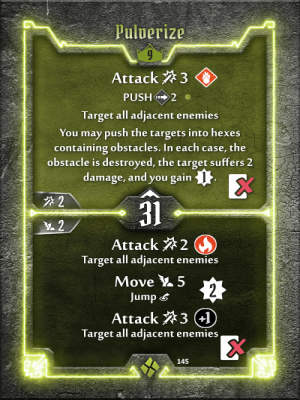 Pulverize
9
Attack 3
PUSH 2
Target all adjacent enemies
You may push the targets into hexes
containing obstacles. In each case, the
obstacle is destroyed, the target suffers 2
damage, and you gain 1.
2
31
2
Attack 2
Target all adjacent enemies
Move 5
Jump
2
Attack 3 +1
Target all adjacent enemies
145